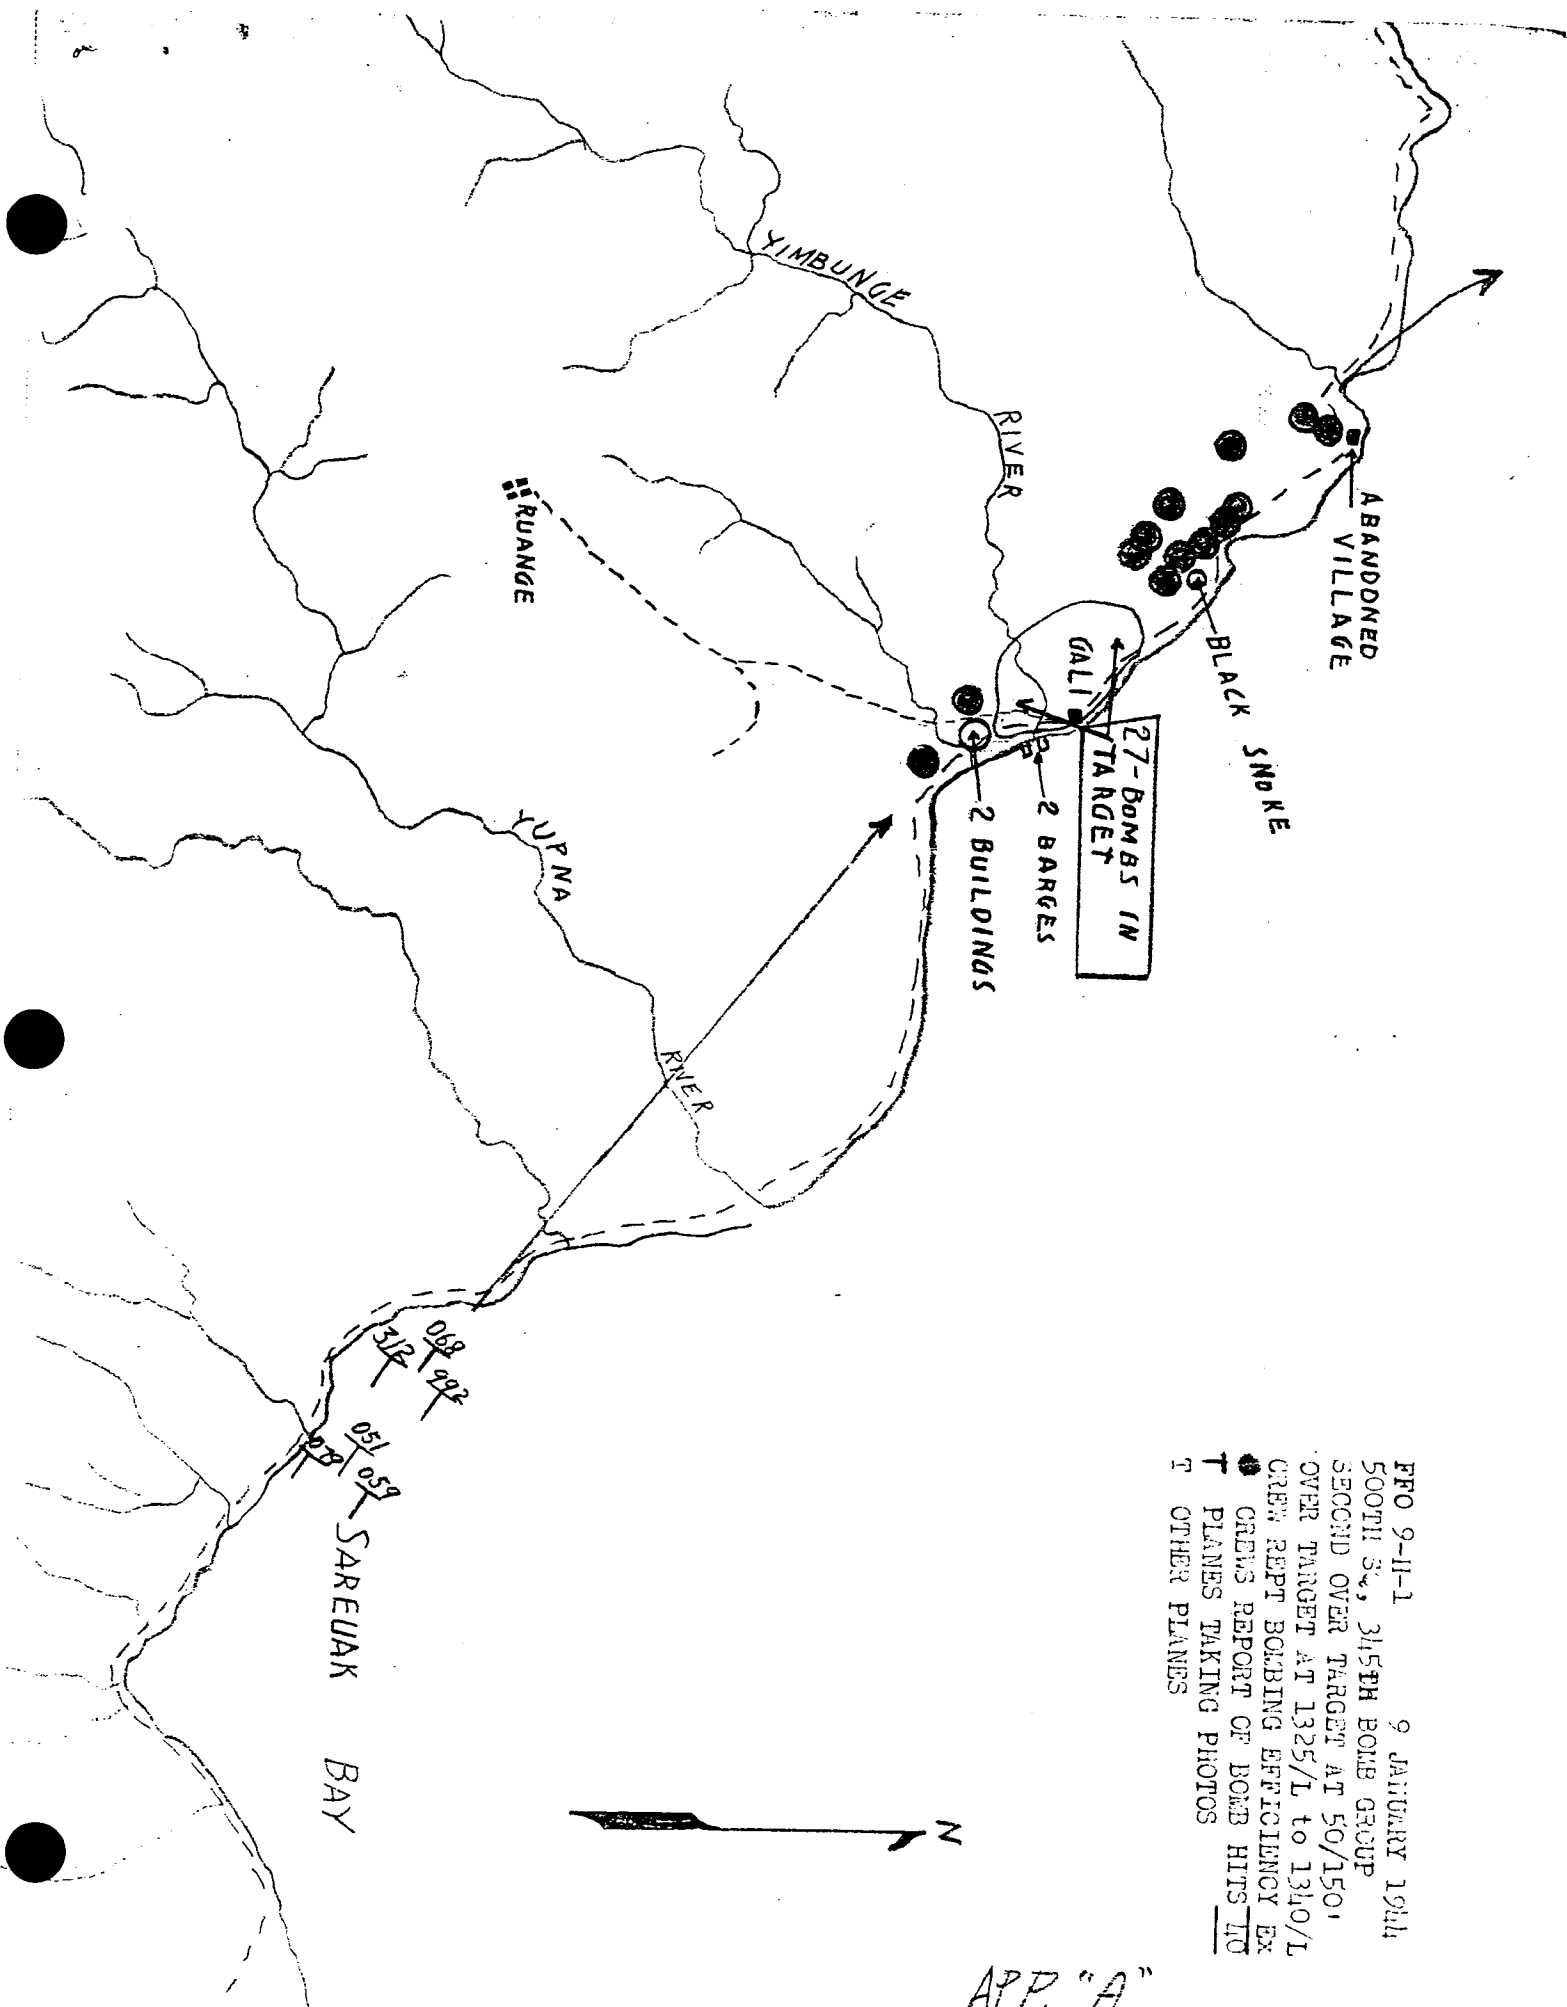 FFO 9-H-1 9 JANUARY 1944
500TH Sq, 345TH BOMB GROUP
SECOND OVER TARGET AT 50/150'
OVER TARGET AT 1325/L to 1340/L
CREW REPT BOMBING EFFICIENCY EX
CREWS REPORT OF BOMB HITS 40
T PLANES TAKING PHOTOS
T OTHER PLANES
ABANDONED
VILLAGE
BLACK SMOKE
27-BOMBS IN
TARGET
GALI
2 BARGES
2 BUILDINGS
YIMBUNGE
RIVER
RUANGE
YUPNA
RIVER
068
992
312
051
059
079
SAREUAK BAY
N
APP. "A"